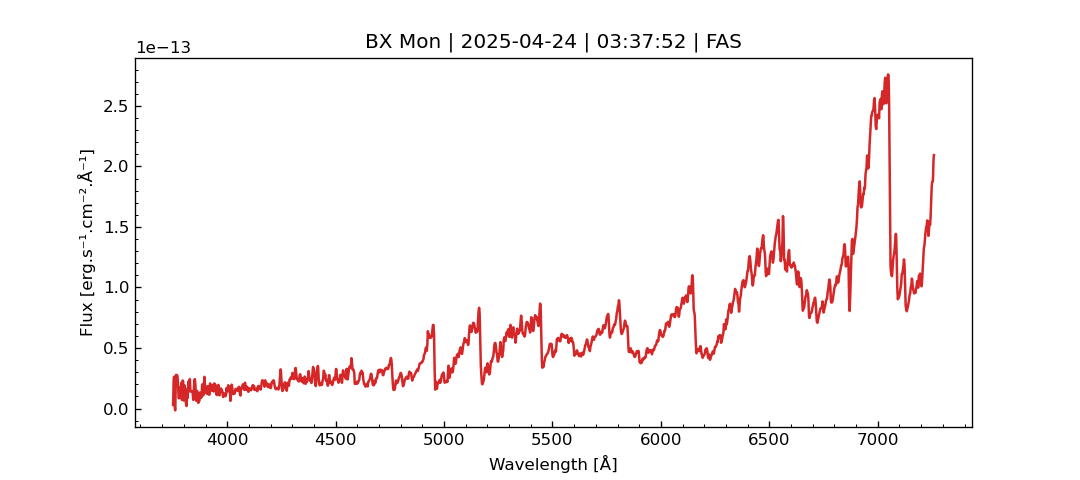 BX Mon | 2025-04-24 | 03:37:52 | FAS
1e−13
2.5
2.0
1.5
1.0
0.5
0.0
Flux [erg.s⁻¹.cm⁻².Å⁻¹]
4000 4500 5000 5500 6000 6500 7000
Wavelength [Å]